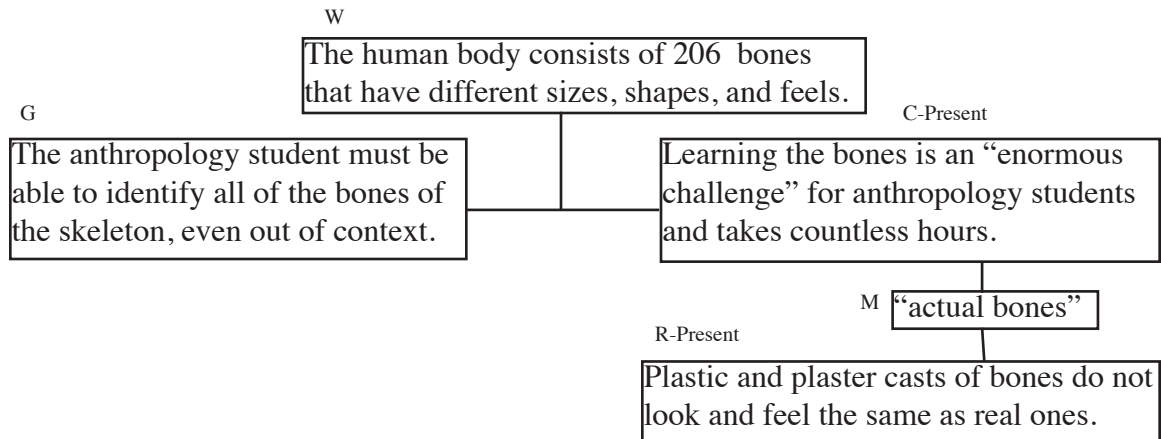 W
The human body consists of 206 bones
that have different sizes, shapes, and feels.
G
The anthropology student must be
able to identify all of the bones of
the skeleton, even out of context.
C-Present
Learning the bones is an “enormous
challenge” for anthropology students
and takes countless hours.
M
“actual bones”
R-Present
Plastic and plaster casts of bones do not
look and feel the same as real ones.